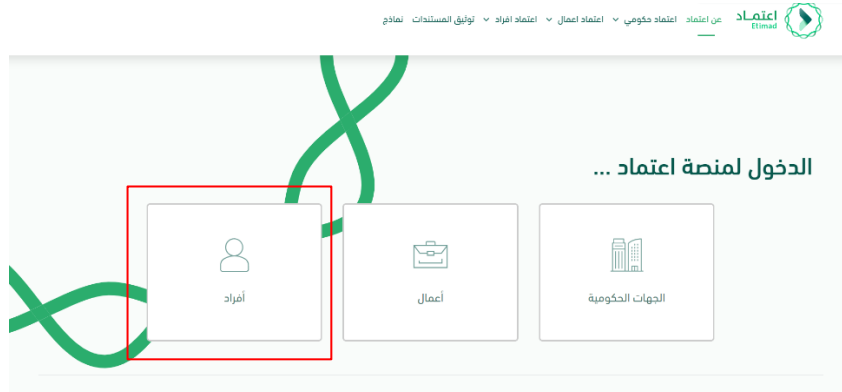 اعتماد
Etimad
عن اعتماد
اعتماد حكومي
اعتماد اعمال
اعتماد افراد
توثيق المستندات
نماذج
الدخول لمنصة اعتماد ...
الجهات الحكومية
أعمال
أفراد